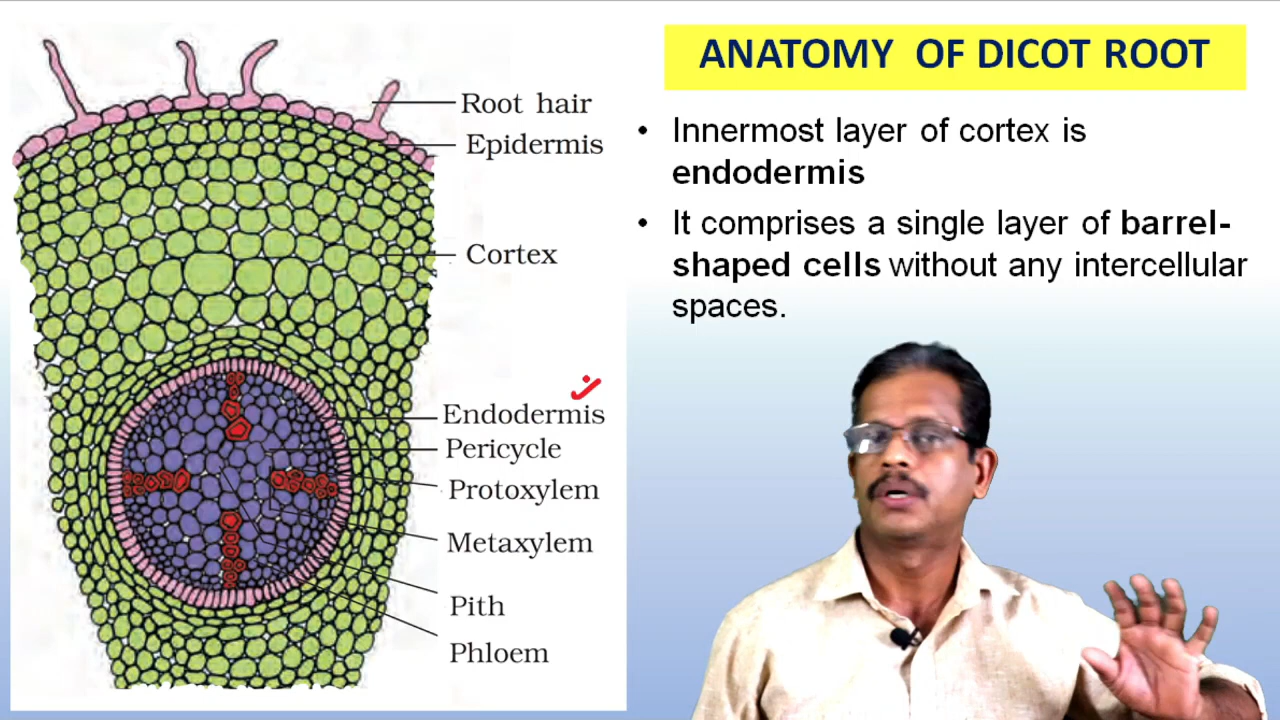 ANATOMY OF DICOT ROOT
• Innermost layer of cortex is
endodermis
• It comprises a single layer of barrel-
shaped cells without any intercellular
spaces.
Root hair
Epidermis
Cortex
Endodermis
Pericycle
Protoxylem
Metaxylem
Pith
Phloem